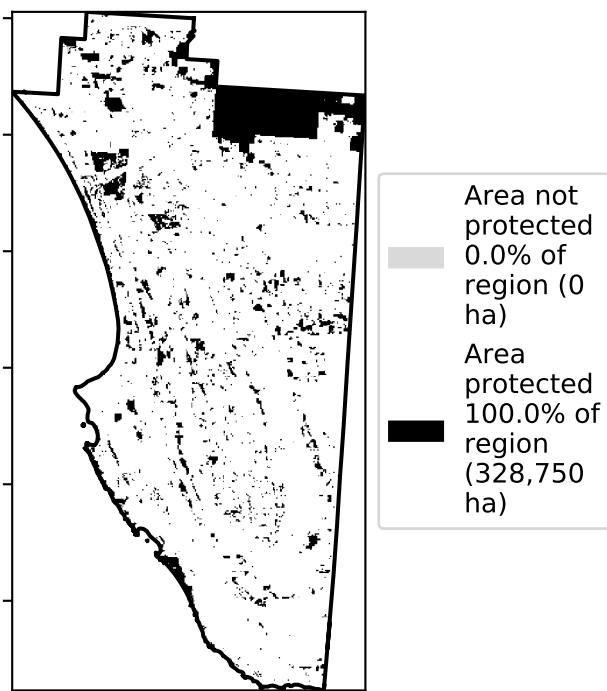 Area not
protected
0.0% of
region (0
ha)
Area
protected
100.0% of
region
(328,750
ha)